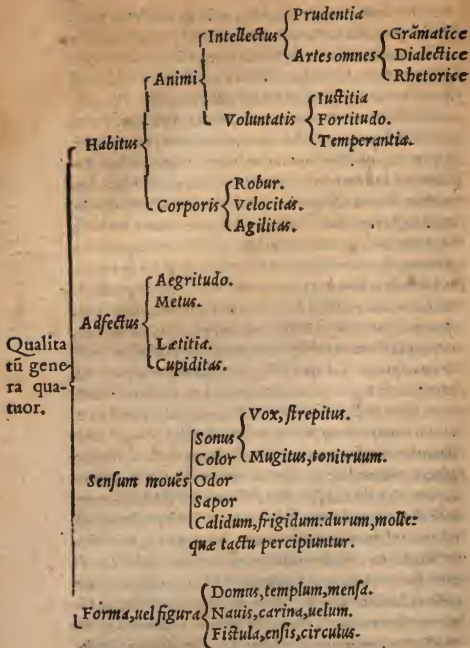 Prudentia
Intellectus
Artes omnes
Grãmatice
Dialectice
Rhetorice
Animi
Iustitia
Voluntatis
Fortitudo.
Temperantia.
Habitus
Robur.
Corporis
Velocitas.
Agilitas.
Aegritudo.
Metus.
Adfectus
Lætitia.
Cupiditas.
Qualita
tũ gene
ra qua-
tuor.
Vox, strepitus.
Sonus
Color
Mugitus, tonitruum.
Sensum mouẽs
Odor
Sapor
Calidum, frigidum: durum, molle:
quæ tactu percipiuntur.
Domus, templum, mensa.
Forma, uel figura
Nauis, carina, uelum.
Fistula, ensis, circulus.